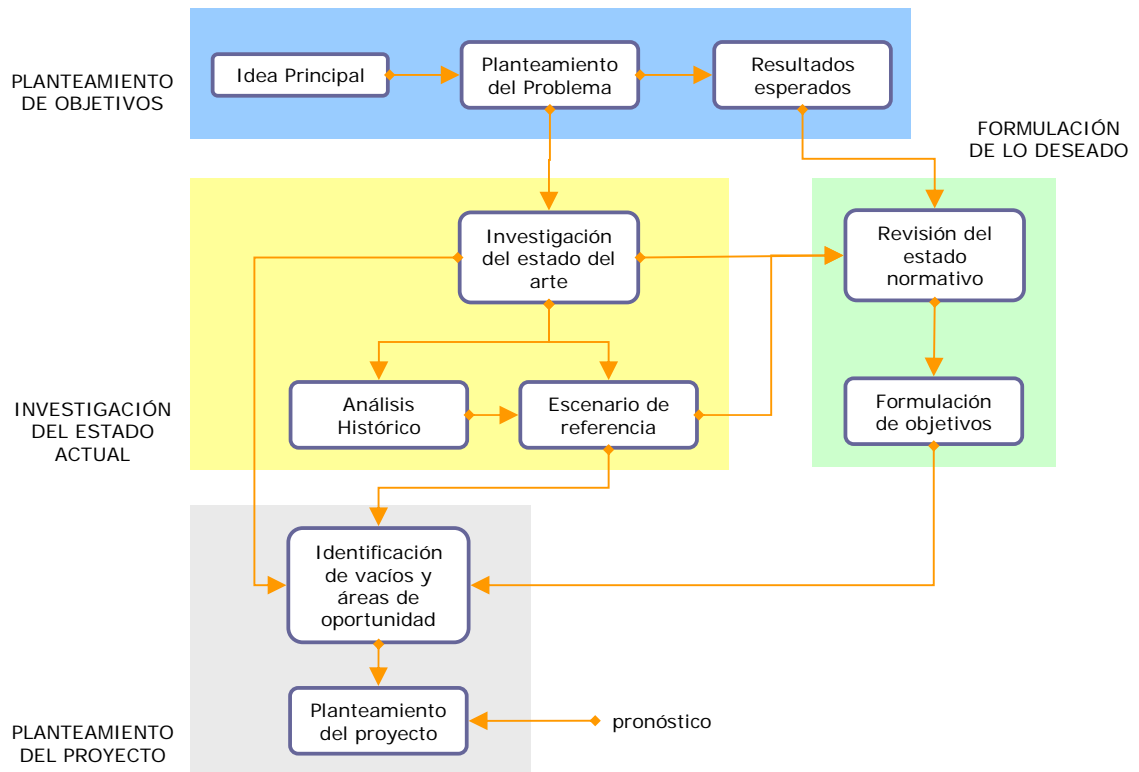 PLANTEAMIENTO
DE OBJETIVOS
Idea Principal
Planteamiento
del Problema
Resultados
esperados
FORMULACIÓN
DE LO DESEADO
Investigación
del estado del
arte
Revisión del
estado
normativo
INVESTIGACIÓN
DEL ESTADO
ACTUAL
Análisis
Histórico
Escenario de
referencia
Formulación
de objetivos
Identificación
de vacíos y
áreas de
oportunidad
PLANTEAMIENTO
DEL PROYECTO
Planteamiento
del proyecto
pronóstico